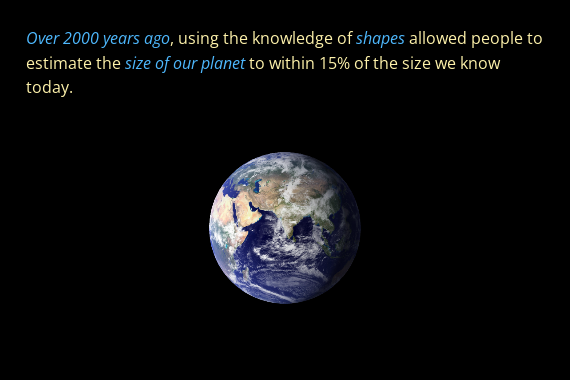 Over 2000 years ago, using the knowledge of shapes allowed people to
estimate the size of our planet to within 15% of the size we know
today.